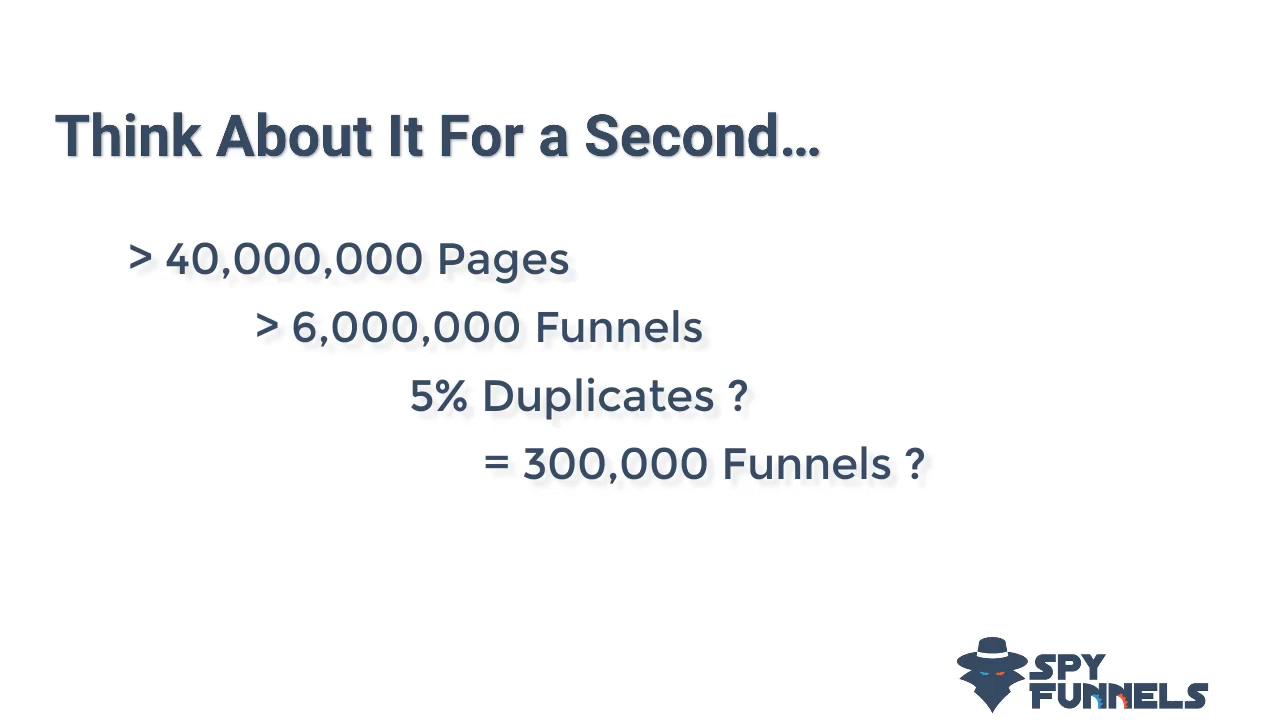 Think About It For a Second...
> 40,000,000 Pages
> 6,000,000 Funnels
5% Duplicates ?
= 300,000 Funnels ?
SPY
FUNNELS